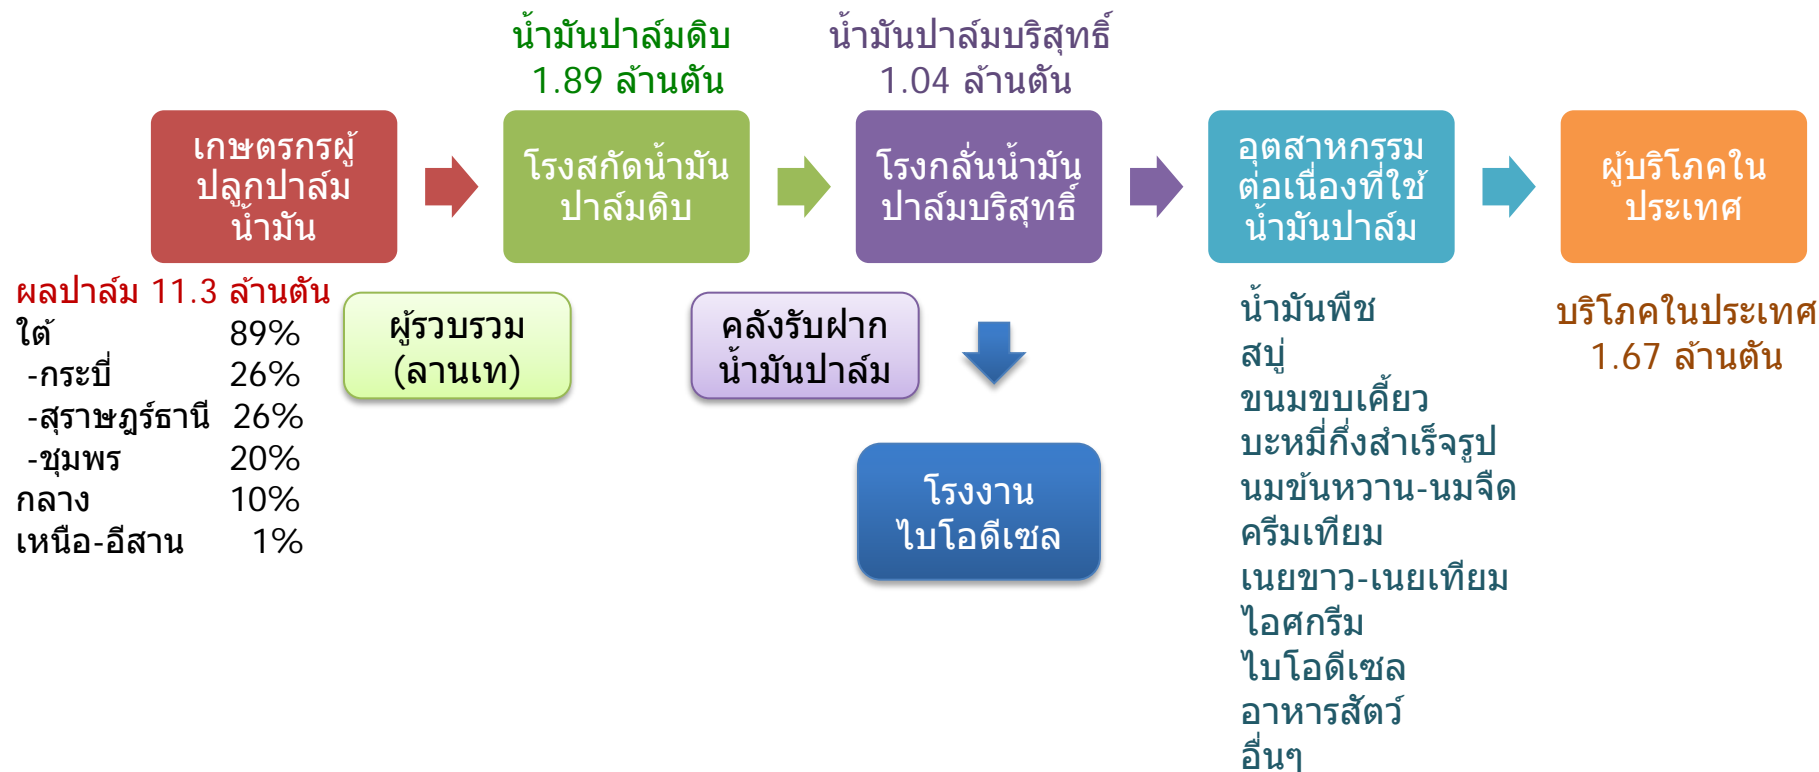 น้ำมันปาล์มดิบ
1.89 ล้านตัน
น้ำมันปาล์มบริสุทธิ์
1.04 ล้านตัน
เกษตรกรผู้
ปลูกปาล์ม
น้ำมัน
โรงสกัดน้ำมัน
ปาล์มดิบ
โรงกลั่นน้ำมัน
ปาล์มบริสุทธิ์
อุตสาหกรรม
ต่อเนื่องที่ใช้
น้ำมันปาล์ม
ผู้บริโภคใน
ประเทศ
ผลปาล์ม 11.3 ล้านตัน
ใต้ 89%
-กระบี่ 26%
-สุราษฎร์ธานี 26%
-ชุมพร 20%
กลาง 10%
เหนือ-อีสาน 1%
ผู้รวบรวม
(ลานเท)
คลังรับฝาก
น้ำมันปาล์ม
โรงงาน
ไบโอดีเซล
น้ำมันพืช
สบู่
ขนมขบเคี้ยว
บะหมี่กึ่งสำเร็จรูป
นมข้นหวาน-นมจืด
ครีมเทียม
เนยขาว-เนยเทียม
ไอศกรีม
ไบโอดีเซล
อาหารสัตว์
อื่นๆ
บริโภคในประเทศ
1.67 ล้านตัน